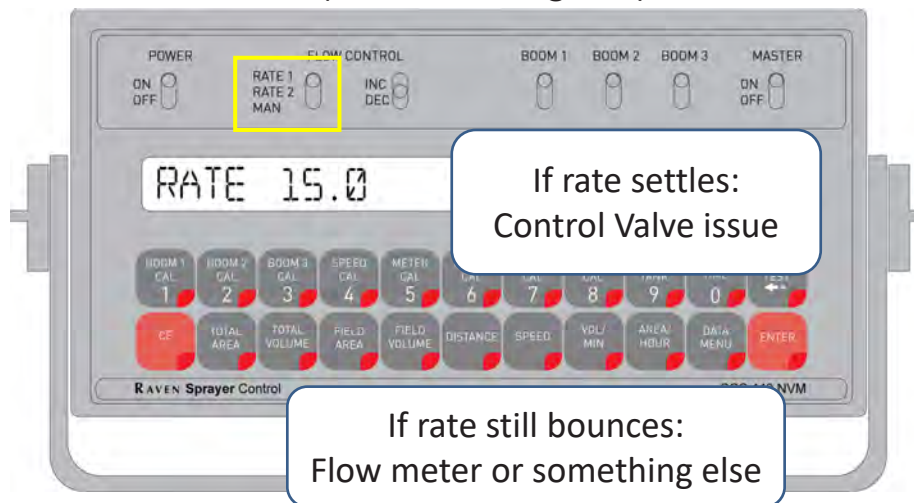 POWER
FLOW CONTROL
BOOM 1 BOOM 2 BOOM 3 MASTER
ON
OFF
RATE 1
RATE 2
MAN
INC
DEC
ON
OFF
RATE 15.0
If rate settles:
Control Valve issue
BOOM 1 CAL 1
BOOM 2 CAL 2
BOOM 3 CAL 3
SPEED CAL 4
METER CAL 5
6
7
8
9
0
CE
TOTAL AREA
TOTAL VOLUME
FIELD AREA
FIELD VOLUME
DISTANCE
SPEED
VOL/ MIN
AREA/ HOUR
DATA MENU
ENTER
RAVEN Sprayer Control
NVM
If rate still bounces:
Flow meter or something else